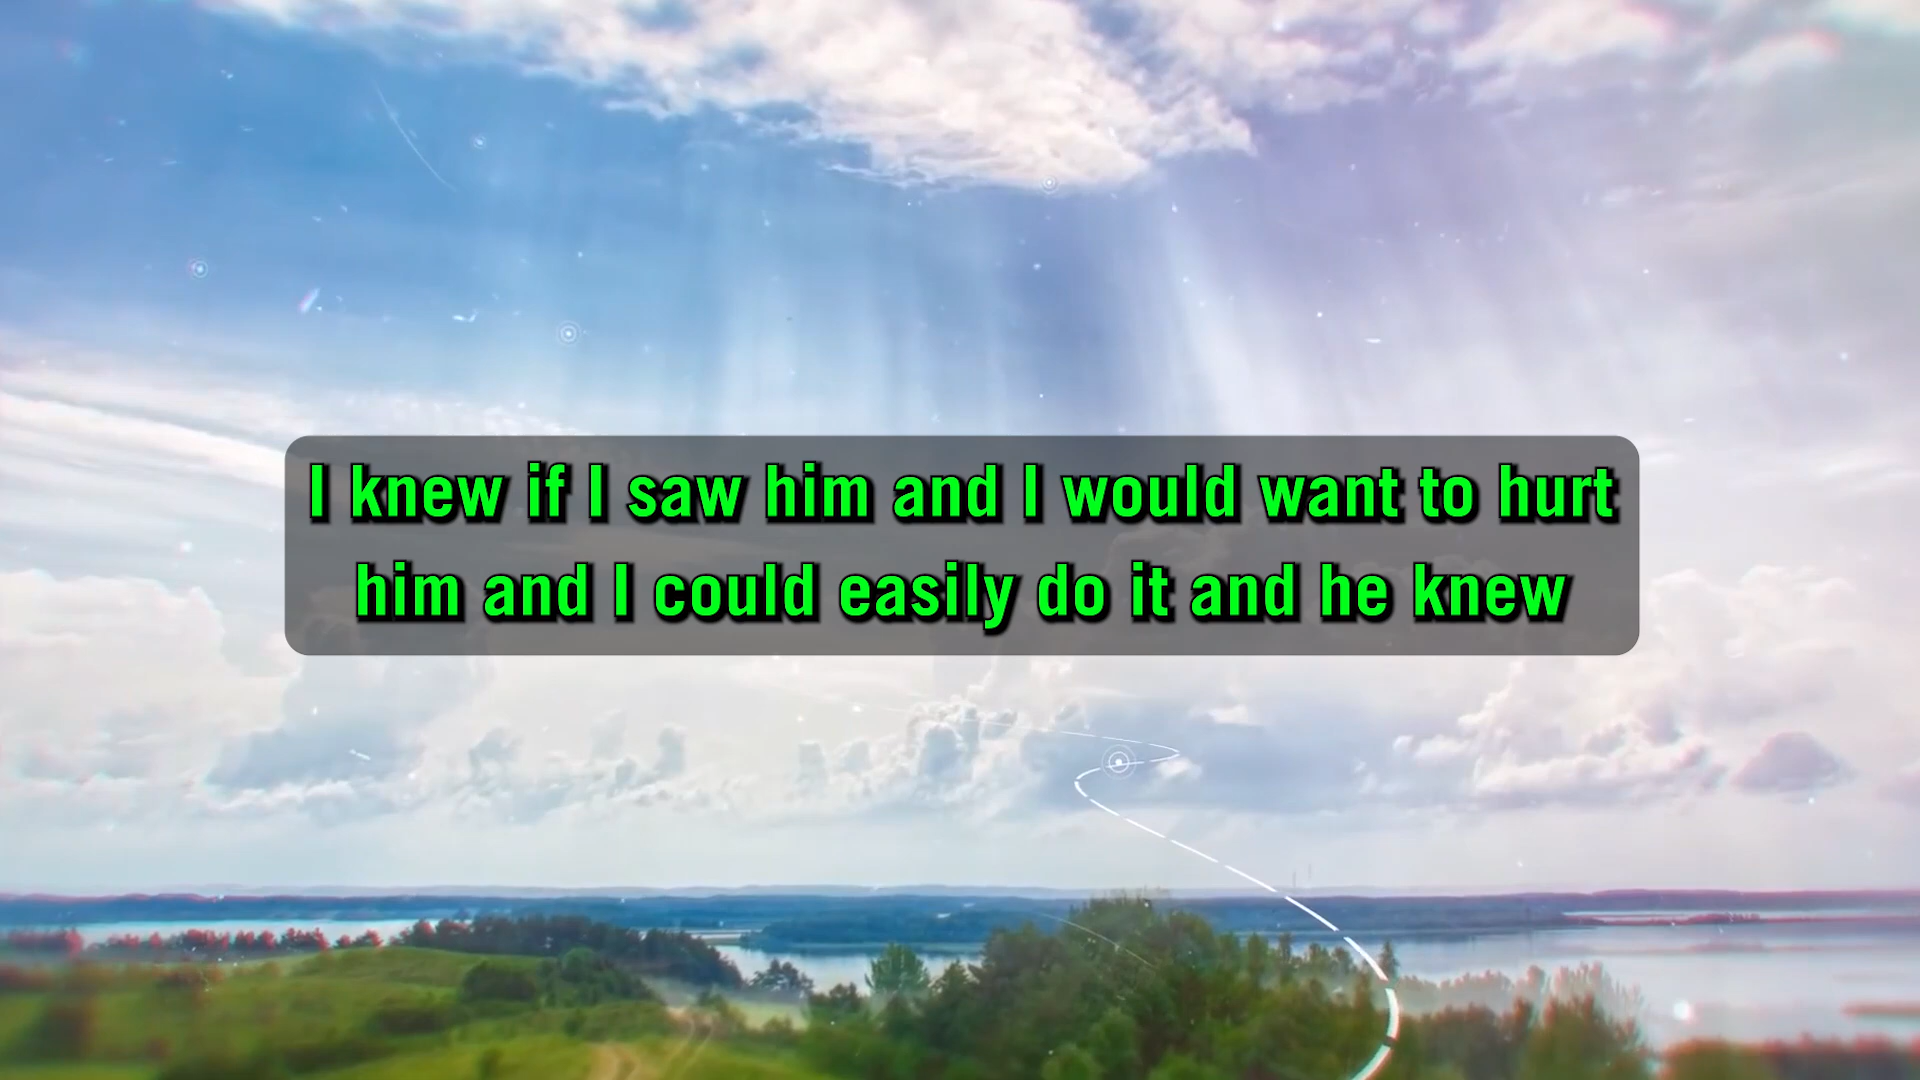 I knew if I saw him and I would want to hurt
him and I could easily do it and he knew